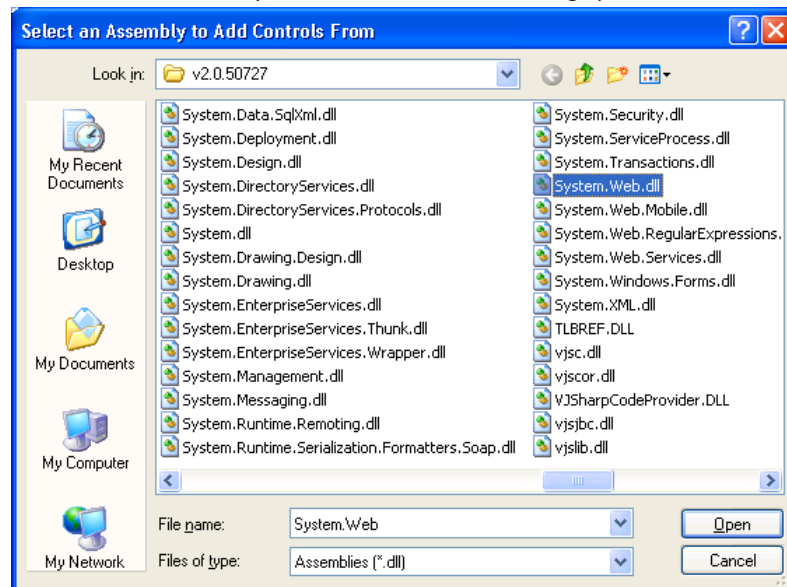 Select an Assembly to Add Controls From
Look in:
v2.0.50727
My Recent
Documents
Desktop
My Documents
My Computer
My Network
System.Data.SqlXml.dll
System.Deployment.dll
System.Design.dll
System.DirectoryServices.dll
System.DirectoryServices.Protocols.dll
System.dll
System.Drawing.Design.dll
System.Drawing.dll
System.EnterpriseServices.dll
System.EnterpriseServices.Thunk.dll
System.EnterpriseServices.Wrapper.dll
System.Management.dll
System.Messaging.dll
System.Runtime.Remoting.dll
System.Runtime.Serialization.Formatters.Soap.dll
System.Security.dll
System.ServiceProcess.dll
System.Transactions.dll
System.Web.dll
System.Web.Mobile.dll
System.Web.RegularExpressions.
System.Web.Services.dll
System.Windows.Forms.dll
System.XML.dll
TLBREF.DLL
vjsc.dll
vjscor.dll
VJSharpCodeProvider.DLL
vjsjbc.dll
vjslib.dll
File name:
System.Web
Open
Files of type:
Assemblies (*.dll)
Cancel